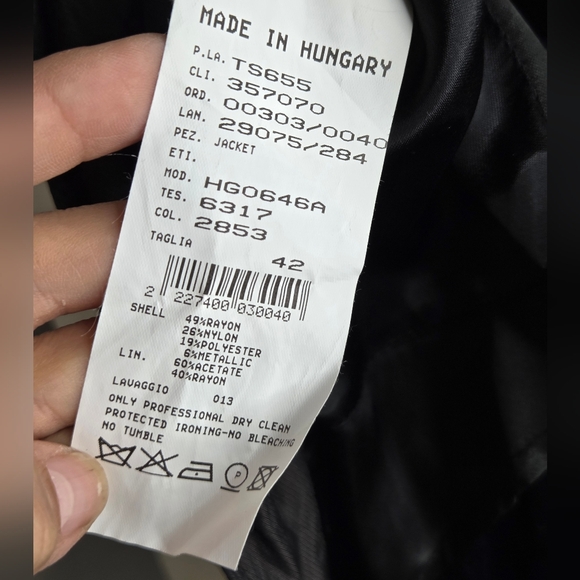 MADE IN HUNGARY
P.LA. TS655
CLI. 357070
ORD. 00303/0040
LAN. 29075/284
PEZ. JACKET
ETI.
MOD. HG0646A
TES. 6317
COL. 2853
TAGLIA 42
2 227400 030040
SHELL 49%RAYON
26%NYLON
19%POLYESTER
6%METALLIC
LIN. 60%ACETATE
40%RAYON
LAVAGGIO 013
ONLY PROFESSIONAL DRY CLEAN
PROTECTED IRONING-NO BLEACHING
NO TUMBLE
P